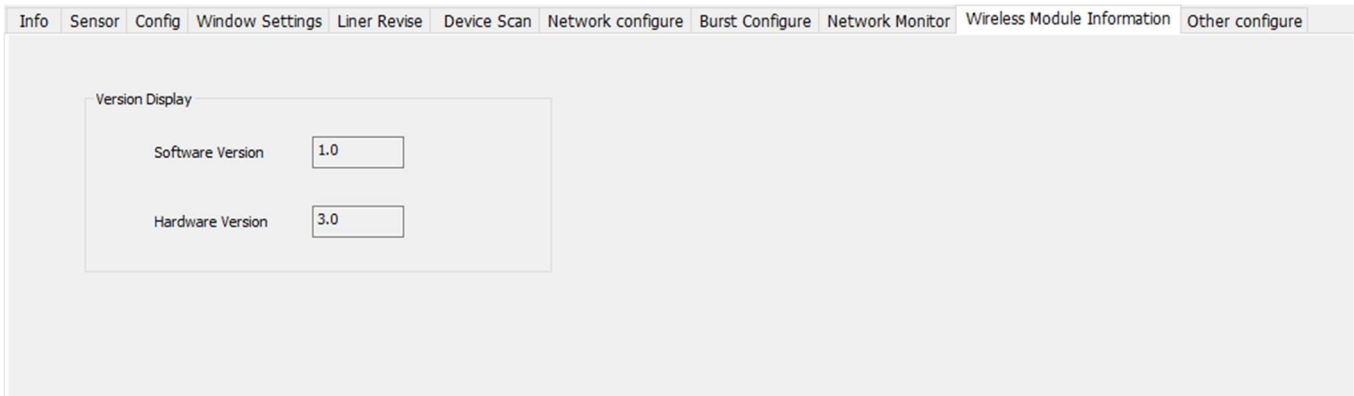 Info Sensor Config Window Settings Liner Revise Device Scan Network configure Burst Configure Network Monitor Wireless Module Information Other configure
Version Display
Software Version 1.0
Hardware Version 3.0